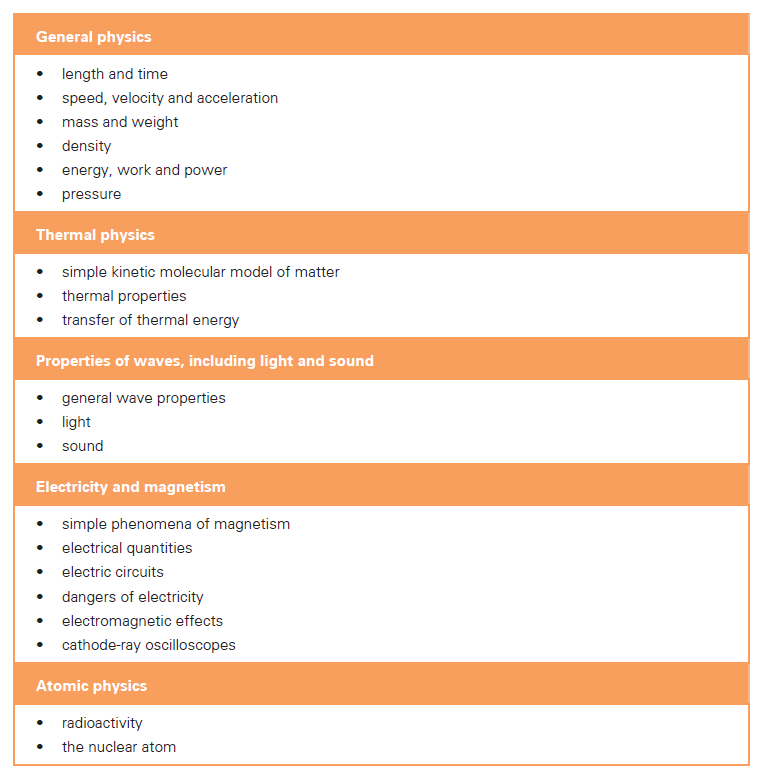 General physics
• length and time
• speed, velocity and acceleration
• mass and weight
• density
• energy, work and power
• pressure
Thermal physics
• simple kinetic molecular model of matter
• thermal properties
• transfer of thermal energy
Properties of waves, including light and sound
• general wave properties
• light
• sound
Electricity and magnetism
• simple phenomena of magnetism
• electrical quantities
• electric circuits
• dangers of electricity
• electromagnetic effects
• cathode-ray oscilloscopes
Atomic physics
• radioactivity
• the nuclear atom